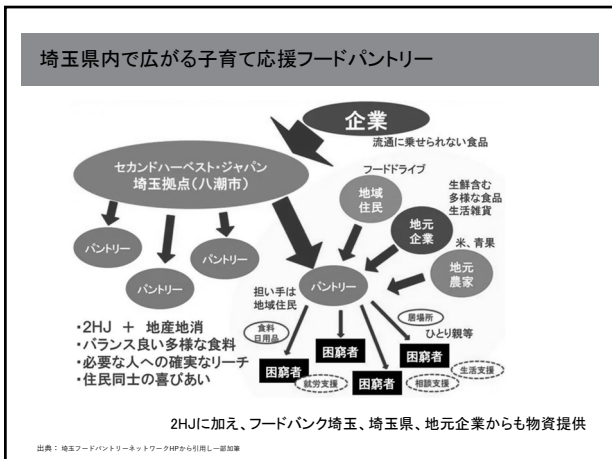 埼玉県内で広がる子育て応援フードパントリー
企業
流通に乗せられない食品
セカンドハーベスト・ジャパン
埼玉拠点(八潮市)
フードドライブ
地域
住民
生鮮含む
多様な食品
生活雑貨
地元
企業
米、青果
地元
農家
パントリー
パントリー
パントリー
パントリー
担い手は
地域住民
食料
日用品
居場所
ひとり親等
・2HJ + 地産地消
・バランス良い多様な食料
・必要な人への確実なリーチ
・住民同士の喜びあい
困窮者
困窮者
困窮者
困窮者
就労支援
相談支援
生活支援
2HJに加え、フードバンク埼玉、埼玉県、地元企業からも物資提供
出典: 埼玉フードパントリーネットワークHPから引用し一部加筆